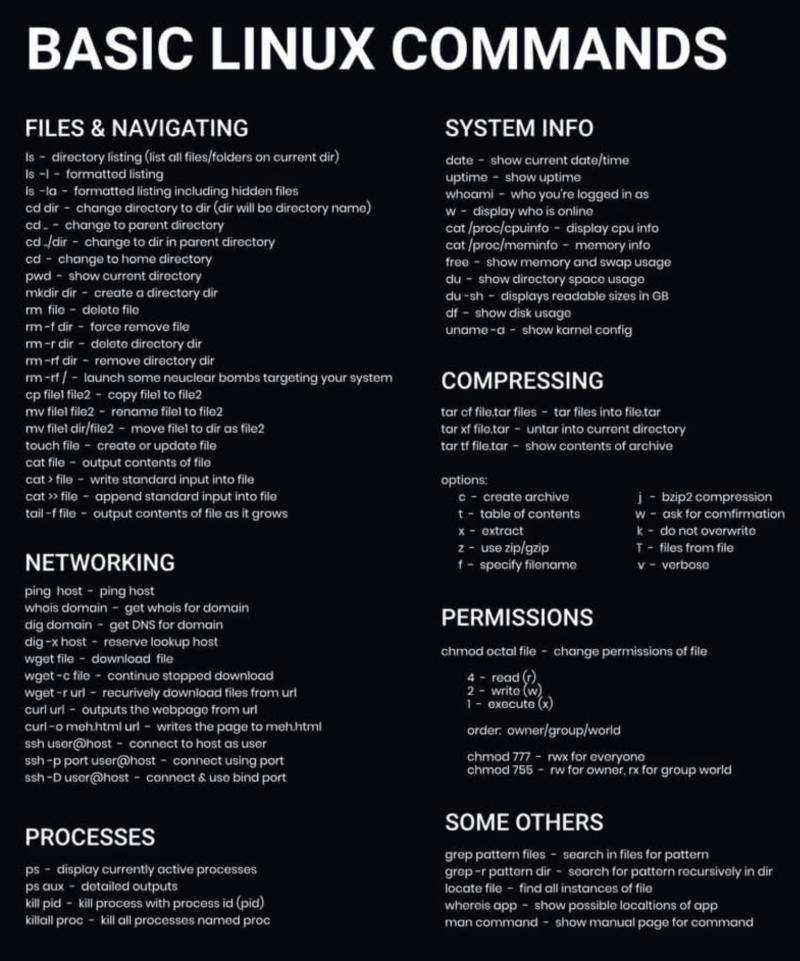 BASIC LINUX COMMANDS
FILES & NAVIGATING
ls - directory listing (list all files/folders on current dir)
ls -l - formatted listing
ls -la - formatted listing including hidden files
cd dir - change directory to dir (dir will be directory name)
cd .. - change to parent directory
cd ../dir - change to dir in parent directory
cd - change to home directory
pwd - show current directory
mkdir dir - create a directory dir
rm file - delete file
rm -f dir - force remove file
rm -r dir - delete directory dir
rm -rf dir - remove directory dir
rm -rf / - launch some neuclear bombs targeting your system
cp file1 file2 - copy file1 to file2
mv file1 file2 - rename file1 to file2
mv file1 dir/file2 - move file1 to dir as file2
touch file - create or update file
cat file - output contents of file
cat > file - write standard input into file
cat >> file - append standard input into file
tail -f file - output contents of file as it grows
NETWORKING
ping host - ping host
whois domain - get whois for domain
dig domain - get DNS for domain
dig -x host - reserve lookup host
wget file - download file
wget -c file - continue stopped download
wget -r url - recurively download files from url
curl url - outputs the webpage from url
curl -o meh.html url - writes the page to meh.html
ssh user@host - connect to host as user
ssh -p port user@host - connect using port
ssh -D user@host - connect & use bind port
PROCESSES
ps - display currently active processes
ps aux - detailed outputs
kill pid - kill process with process id (pid)
killall proc - kill all processes named proc
SYSTEM INFO
date - show current date/time
uptime - show uptime
whoami - who you're logged in as
w - display who is online
cat /proc/cpuinfo - display cpu info
cat /proc/meminfo - memory info
free - show memory and swap usage
du - show directory space usage
du -sh - displays readable sizes in GB
df - show disk usage
uname -a - show karnel config
COMPRESSING
tar cf file.tar files - tar files into file.tar
tar xf file.tar - untar into current directory
tar tf file.tar - show contents of archive
options:
c - create archive
t - table of contents
x - extract
z - use zip/gzip
f - specify filename
j - bzip2 compression
w - ask for comfirmation
k - do not overwrite
T - files from file
v - verbose
PERMISSIONS
chmod octal file - change permissions of file
4 - read (r)
2 - write (w)
1 - execute (x)
order: owner/group/world
chmod 777 - rwx for everyone
chmod 755 - rw for owner, rx for group world
SOME OTHERS
grep pattern files - search in files for pattern
grep -r pattern dir - search for pattern recursively in dir
locate file - find all instances of file
whereis app - show possible localtions of app
man command - show manual page for command